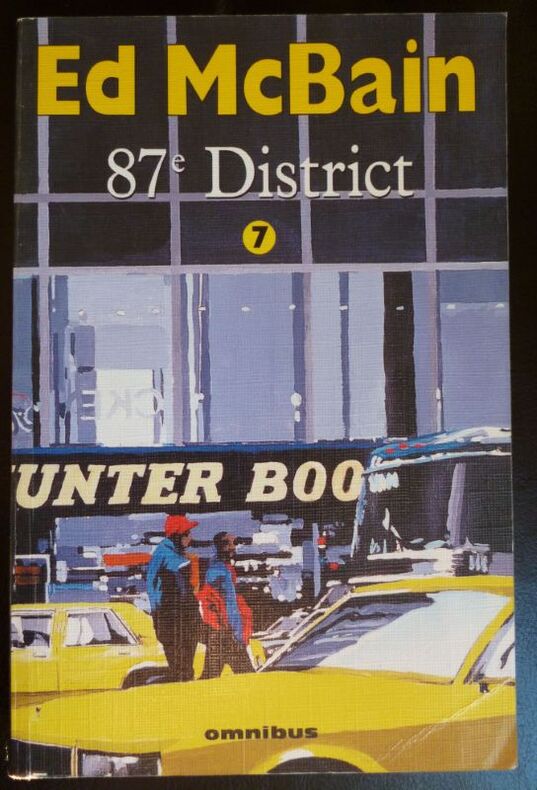 Ed McBain
87e District
7
UNTER BOO
omnibus